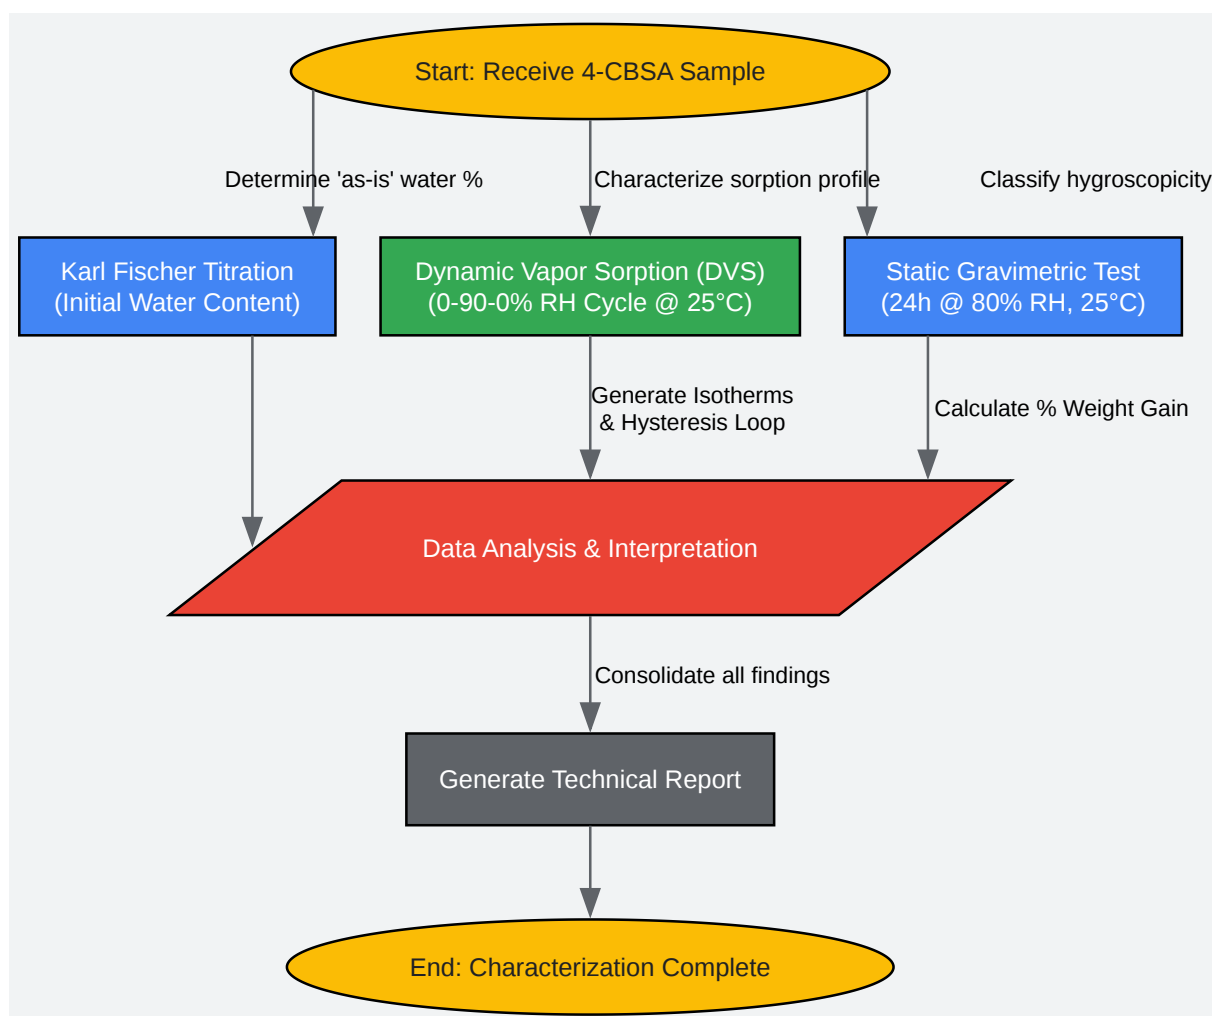 Start: Receive 4-CBSA Sample
Determine 'as-is' water %
Characterize sorption profile
Classify hygroscopicity
Karl Fischer Titration
(Initial Water Content)
Dynamic Vapor Sorption (DVS)
(0-90-0% RH Cycle @ 25°C)
Static Gravimetric Test
(24h @ 80% RH, 25°C)
Generate Isotherms
& Hysteresis Loop
Calculate % Weight Gain
Data Analysis & Interpretation
Consolidate all findings
Generate Technical Report
End: Characterization Complete